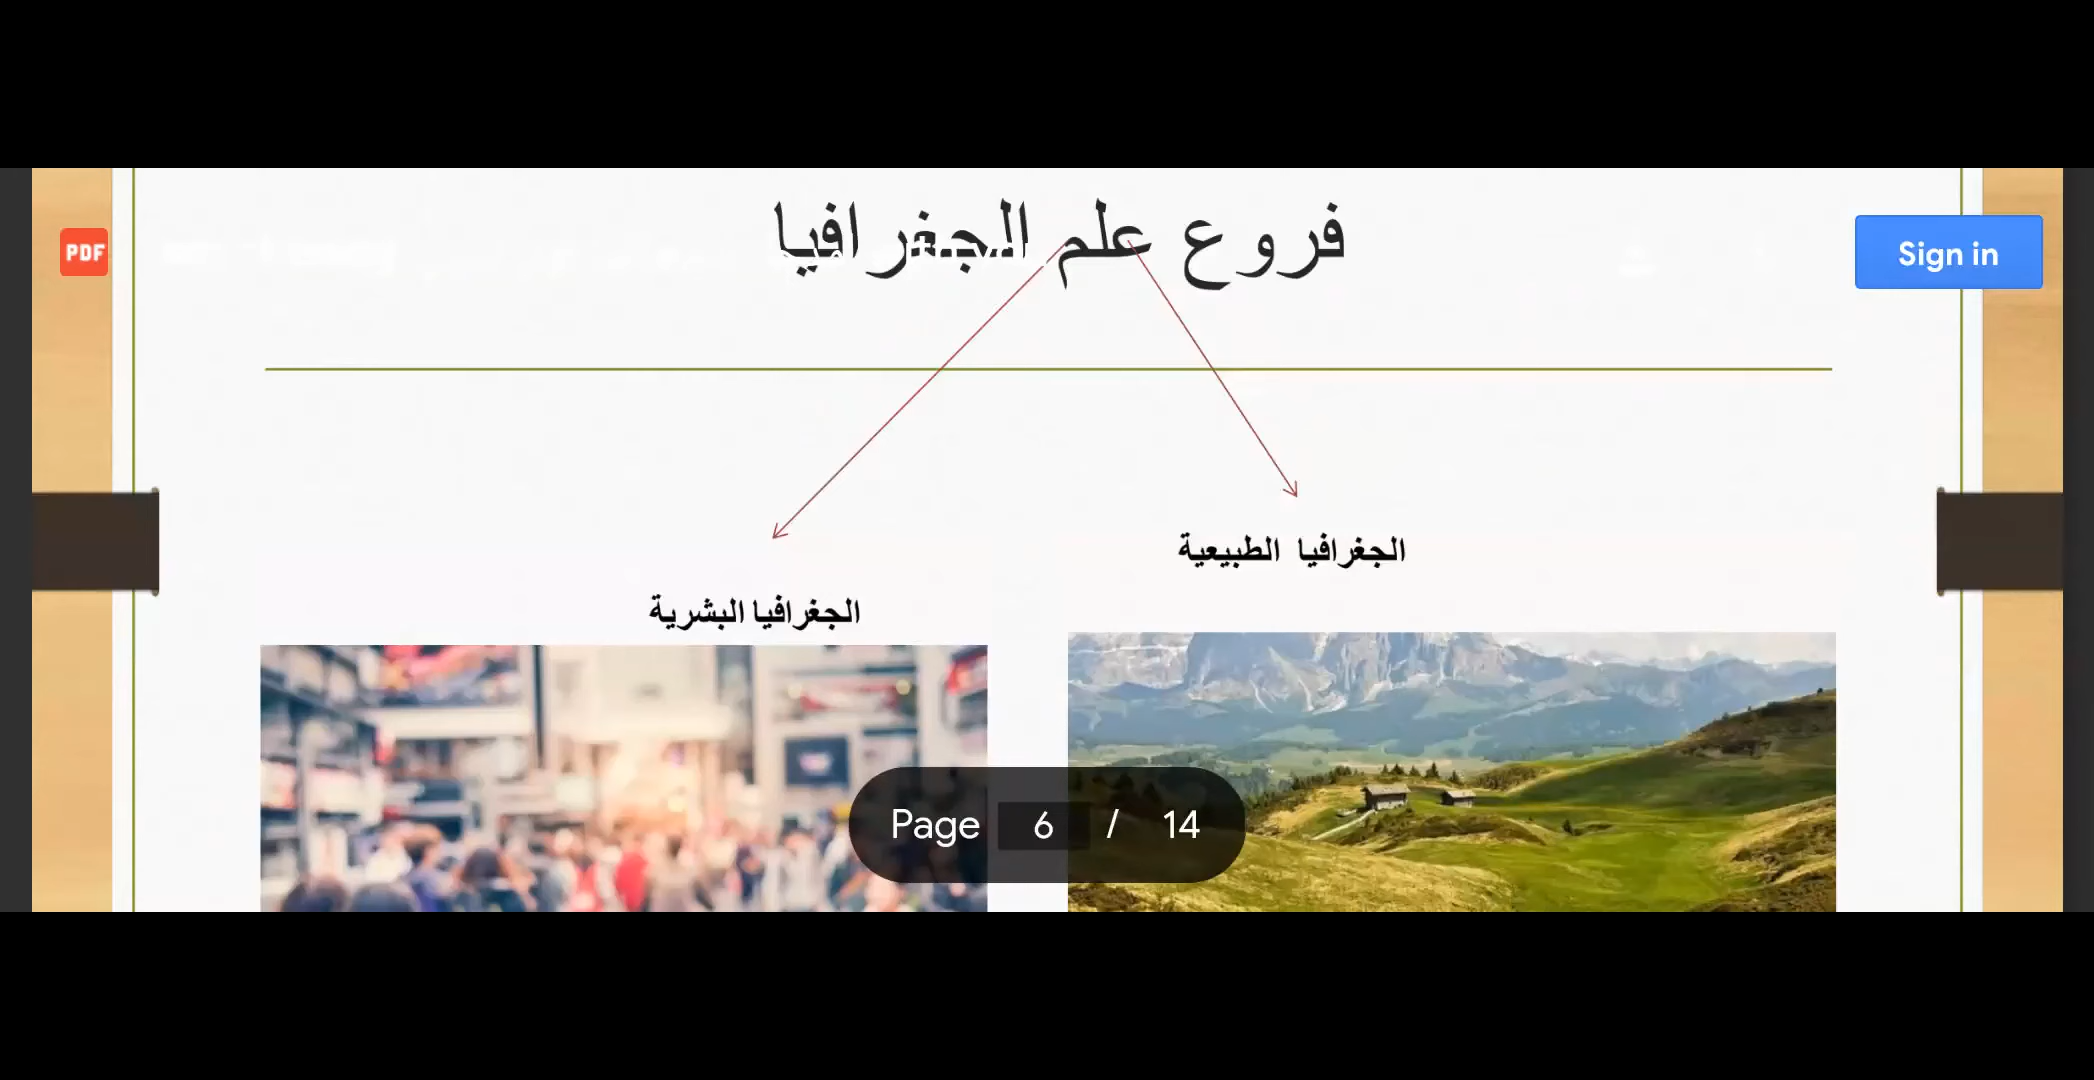 فروع علم الجغرافيا
PDF
Sign in
الجغرافيا الطبيعية
الجغرافيا البشرية
Page 6 / 14